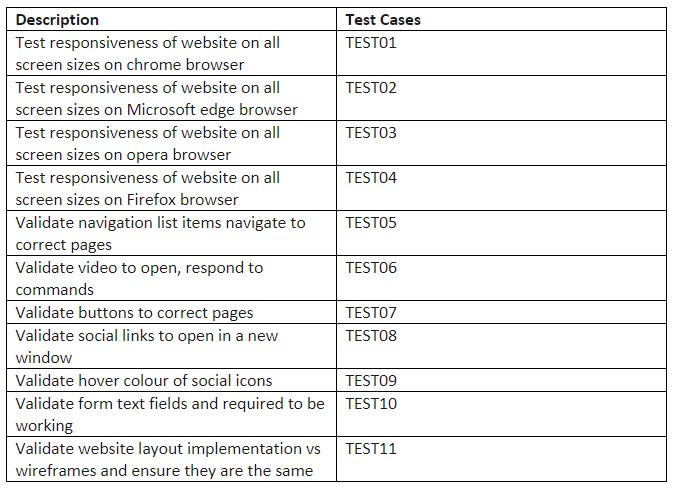 Description Test Cases
Test responsiveness of website on all TEST01
screen sizes on chrome browser
Test responsiveness of website on all TEST02
screen sizes on Microsoft edge browser
Test responsiveness of website on all TEST03
screen sizes on opera browser
Test responsiveness of website on all TEST04
screen sizes on Firefox browser
Validate navigation list items navigate to TEST05
correct pages
Validate video to open, respond to TEST06
commands
Validate buttons to correct pages TEST07
Validate social links to open in a new TEST08
window
Validate hover colour of social icons TEST09
Validate form text fields and required to be TEST10
working
Validate website layout implementation vs TEST11
wireframes and ensure they are the same